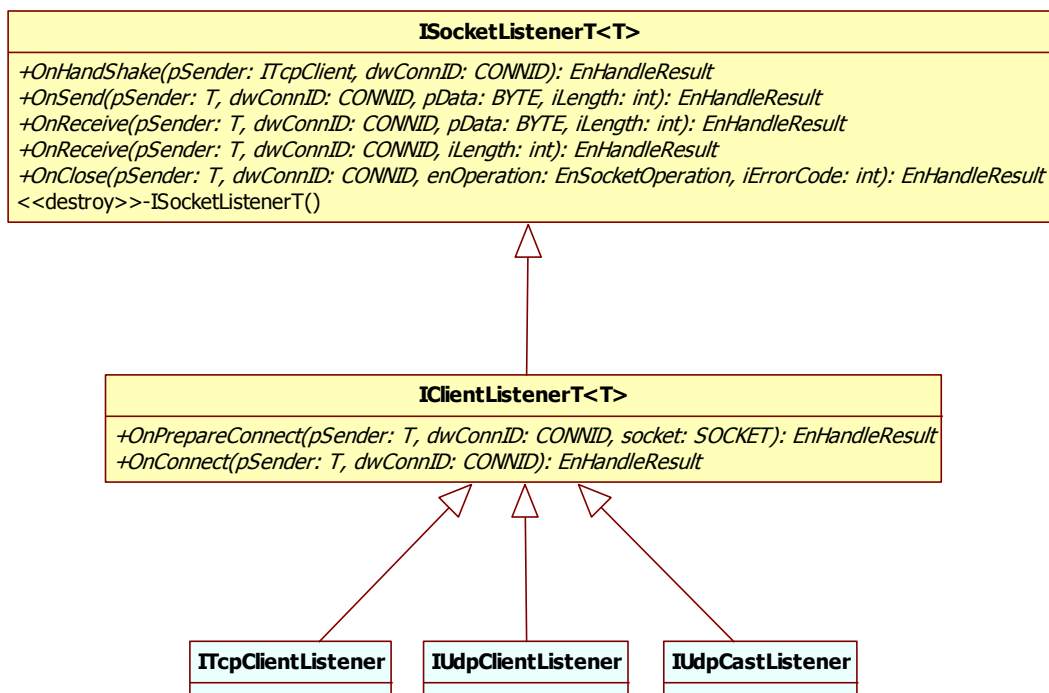 ISocketListenerT<T>
+OnHandShake(pSender: ITcpClient, dwConnID: CONNID): EnHandleResult
+OnSend(pSender: T, dwConnID: CONNID, pData: BYTE, iLength: int): EnHandleResult
+OnReceive(pSender: T, dwConnID: CONNID, pData: BYTE, iLength: int): EnHandleResult
+OnReceive(pSender: T, dwConnID: CONNID, iLength: int): EnHandleResult
+OnClose(pSender: T, dwConnID: CONNID, enOperation: EnSocketOperation, iErrorCode: int): EnHandleResult
<<destroy>>-ISocketListenerT()
IClientListenerT<T>
+OnPrepareConnect(pSender: T, dwConnID: CONNID, socket: SOCKET): EnHandleResult
+OnConnect(pSender: T, dwConnID: CONNID): EnHandleResult
ITcpClientListener
IUdpClientListener
IUdpCastListener